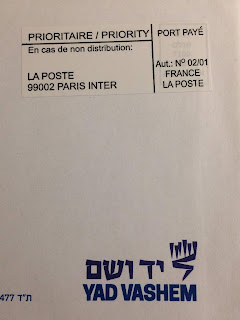 PRIORITAIRE / PRIORITY
En cas de non distribution:
LA POSTE
99002 PARIS INTER
PORT PAYÉ
Aut.: Nº 02/01
FRANCE
LA POSTE
יד ושם
YAD VASHEM
ת"ד 477